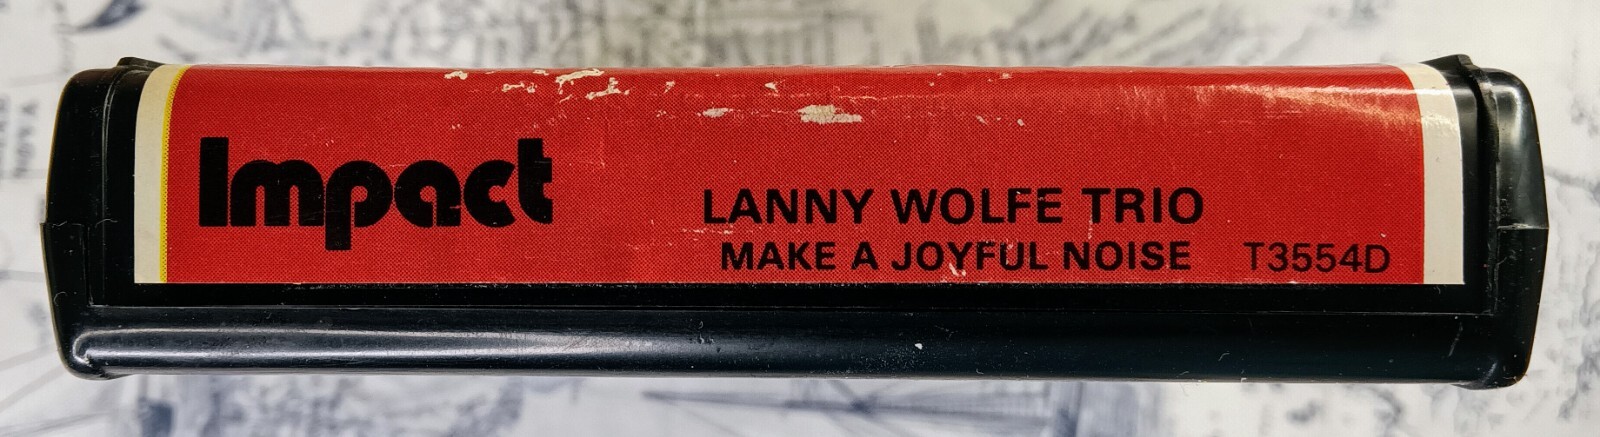 Impact
LANNY WOLFE TRIO
MAKE A JOYFUL NOISE T3554D